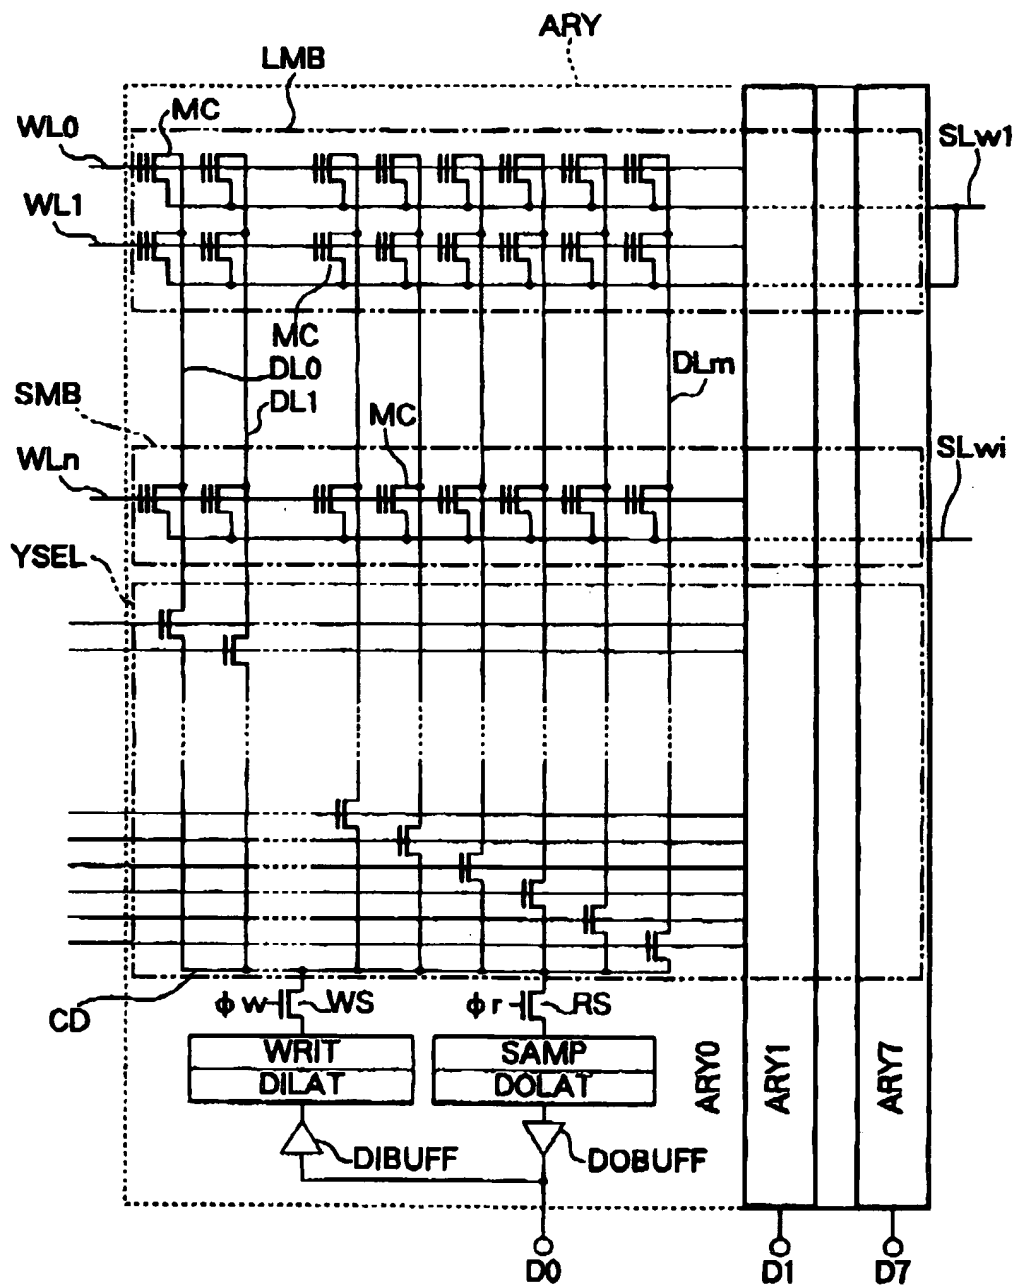 ARY
LMB
MC
WL0
SLw1
WL1
MC
DL0
DLm
SMB
DL1
MC
WLn
SLwi
YSEL
CD
ϕw
WS
ϕr
RS
WRIT
SAMP
DILAT
DOLAT
ARY0
ARY1
ARY7
DIBUFF
DOBUFF
D0
D1
D7